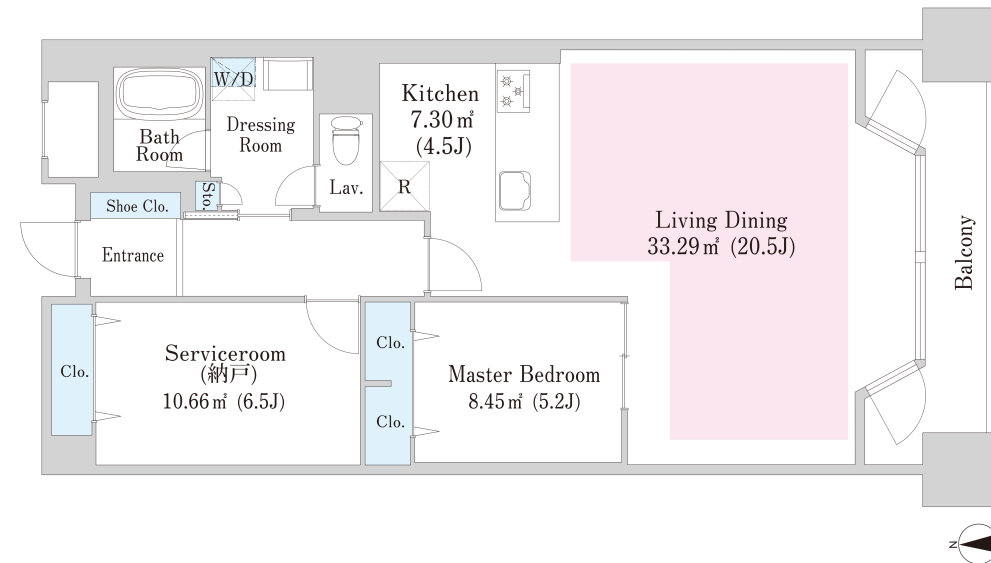 W/D
Bath
Room
Dressing
Room
Lav.
Sto.
Shoe Clo.
Entrance
Kitchen
7.30㎡
(4.5J)
R
Living Dining
33.29㎡ (20.5J)
Balcony
Clo.
Serviceroom
(納戸)
10.66㎡ (6.5J)
Clo.
Clo.
Master Bedroom
8.45㎡ (5.2J)
N